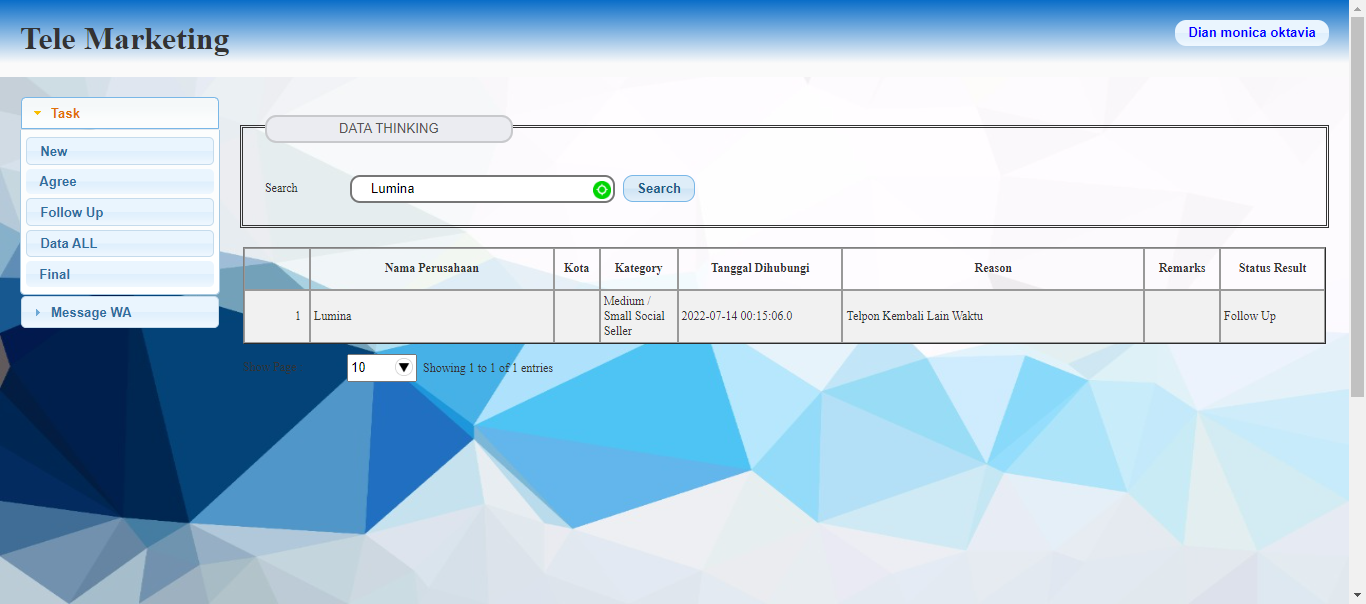 Tele Marketing
Dian monica oktavia
Task
New
Agree
Follow Up
Data ALL
Final
Message WA
DATA THINKING
Search Lumina Search
Nama Perusahaan Kota Kategory Tanggal Dihubungi Reason Remarks Status Result
1 Lumina Medium / Small Social Seller 2022-07-14 00:15:06.0 Telpon Kembali Lain Waktu Follow Up
10 Showing 1 to 1 of 1 entries